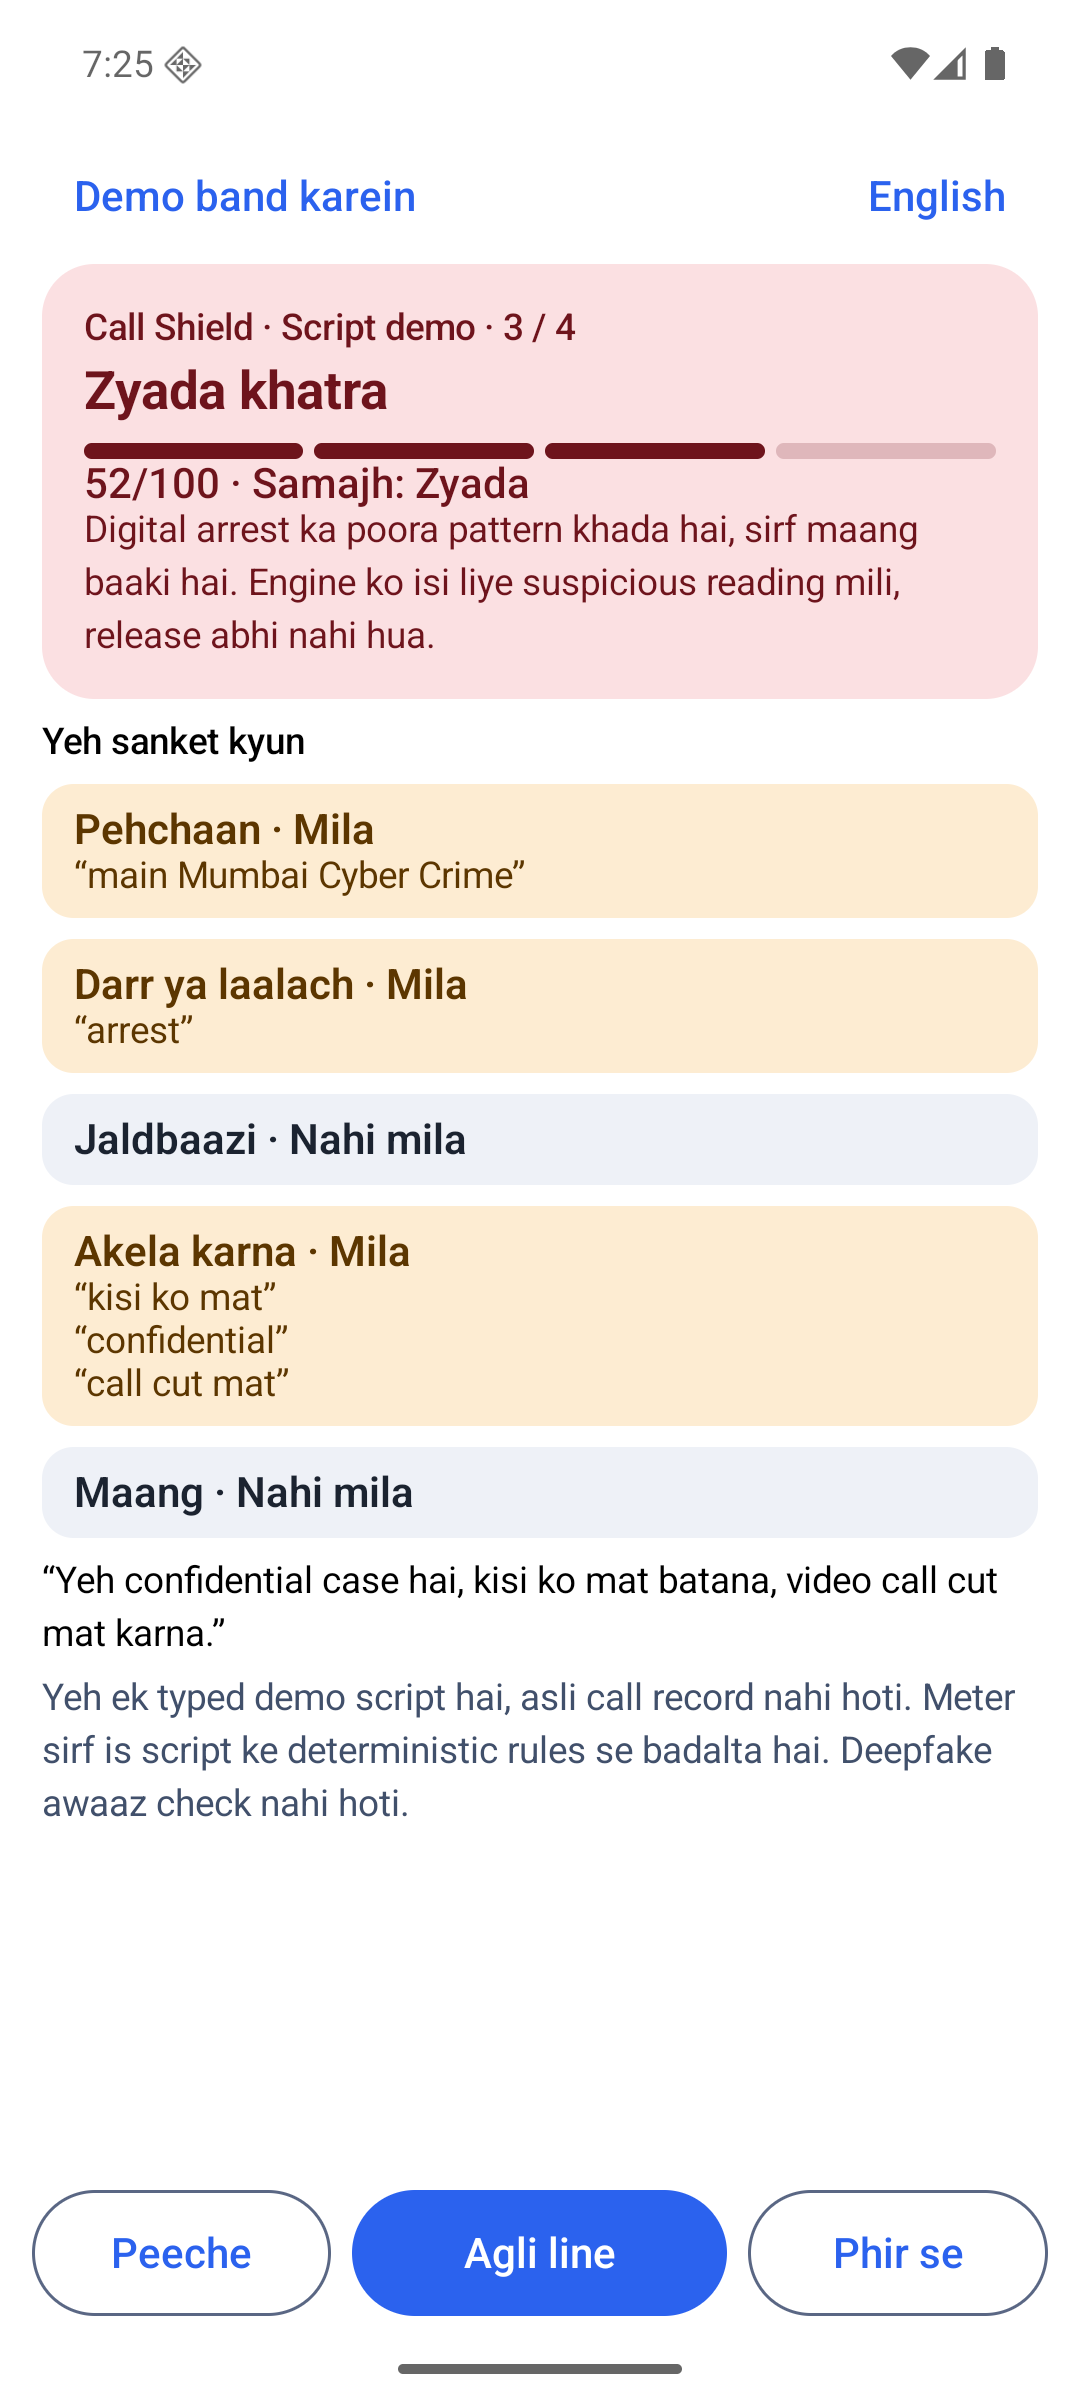 7:25
Demo band karein
English
Call Shield · Script demo · 3 / 4
Zyada khatra
52/100 · Samajh: Zyada
Digital arrest ka poora pattern khada hai, sirf maang
baaki hai. Engine ko isi liye suspicious reading mili,
release abhi nahi hua.
Yeh sanket kyun
Pehchaan · Mila
“main Mumbai Cyber Crime”
Darr ya laalach · Mila
“arrest”
Jaldbaazi · Nahi mila
Akela karna · Mila
“kisi ko mat”
“confidential”
“call cut mat”
Maang · Nahi mila
“Yeh confidential case hai, kisi ko mat batana, video call cut
mat karna.”
Yeh ek typed demo script hai, asli call record nahi hoti. Meter
sirf is script ke deterministic rules se badalta hai. Deepfake
awaaz check nahi hoti.
Peeche
Agli line
Phir se